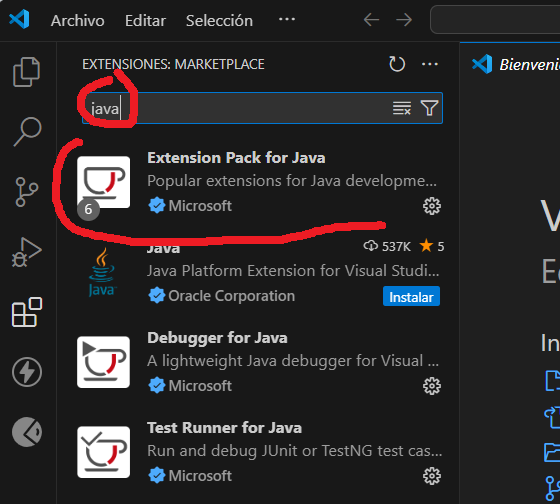 Archivo Editar Selección ···
EXTENSIONES: MARKETPLACE
Bienveni
java
Extension Pack for Java
Popular extensions for Java developme...
6
Microsoft
Java 537K 5
Java Platform Extension for Visual Studi...
Java
Oracle Corporation Instalar
Debugger for Java
A lightweight Java debugger for Visual ...
Microsoft
Test Runner for Java
Run and debug JUnit or TestNG test cas...
Microsoft
V
In